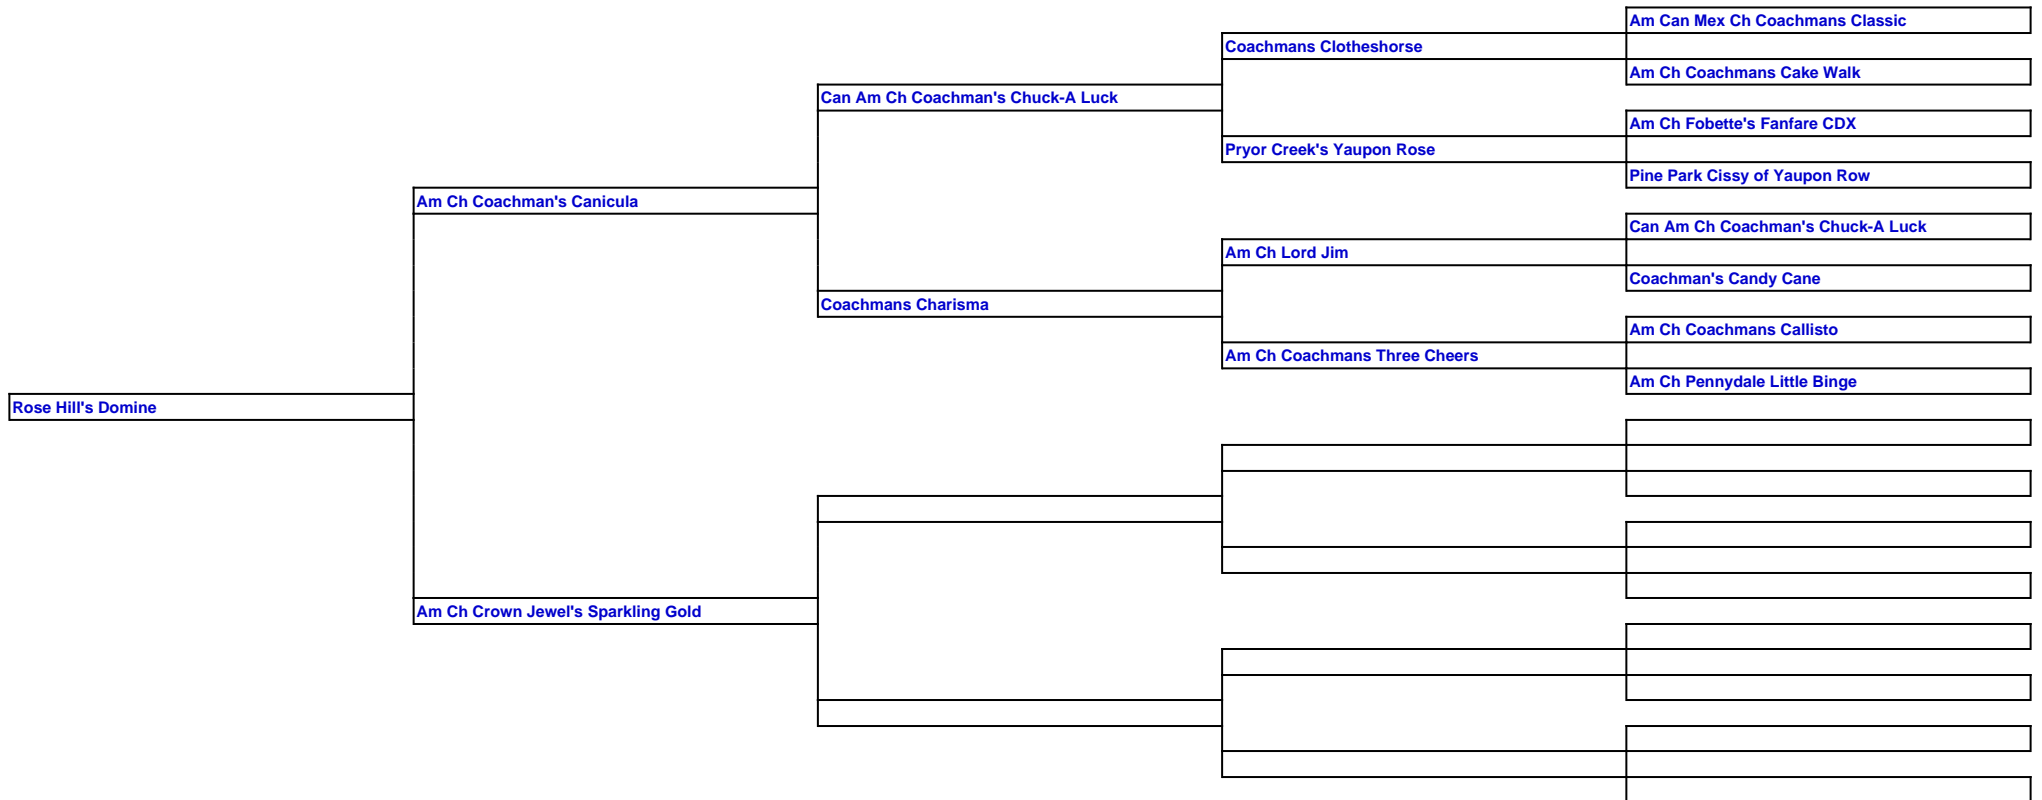 Am Can Mex Ch Coachmans Classic
Coachmans Clotheshorse
Am Ch Coachmans Cake Walk
Can Am Ch Coachman's Chuck-A Luck
Am Ch Fobette's Fanfare CDX
Pryor Creek's Yaupon Rose
Pine Park Cissy of Yaupon Row
Am Ch Coachman's Canicula
Can Am Ch Coachman's Chuck-A Luck
Am Ch Lord Jim
Coachman's Candy Cane
Coachmans Charisma
Am Ch Coachmans Callisto
Am Ch Coachmans Three Cheers
Am Ch Pennydale Little Binge
Rose Hill's Domine
Am Ch Crown Jewel's Sparkling Gold